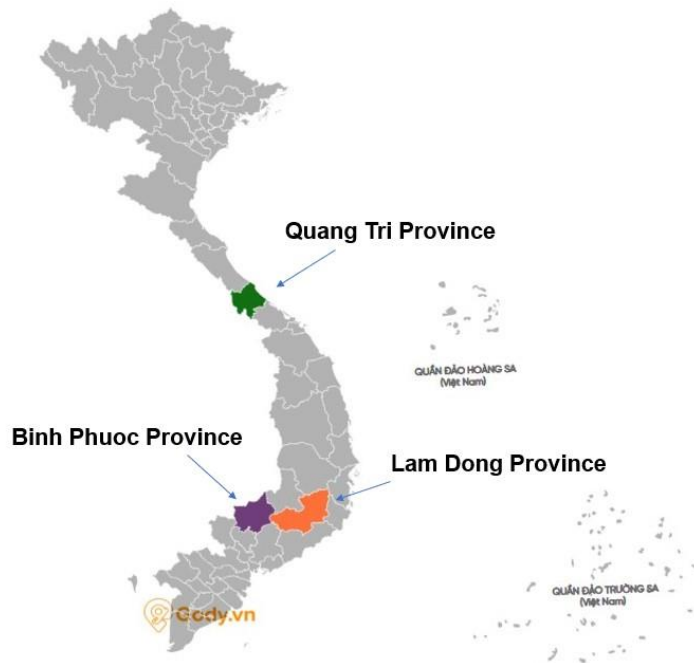 Quang Tri Province
QUẦN ĐẢO HOÀNG SA
(Việt Nam)
Binh Phuoc Province
Lam Dong Province
QUẦN ĐẢO TRƯỜNG SA
(Việt Nam)
Gody.vn